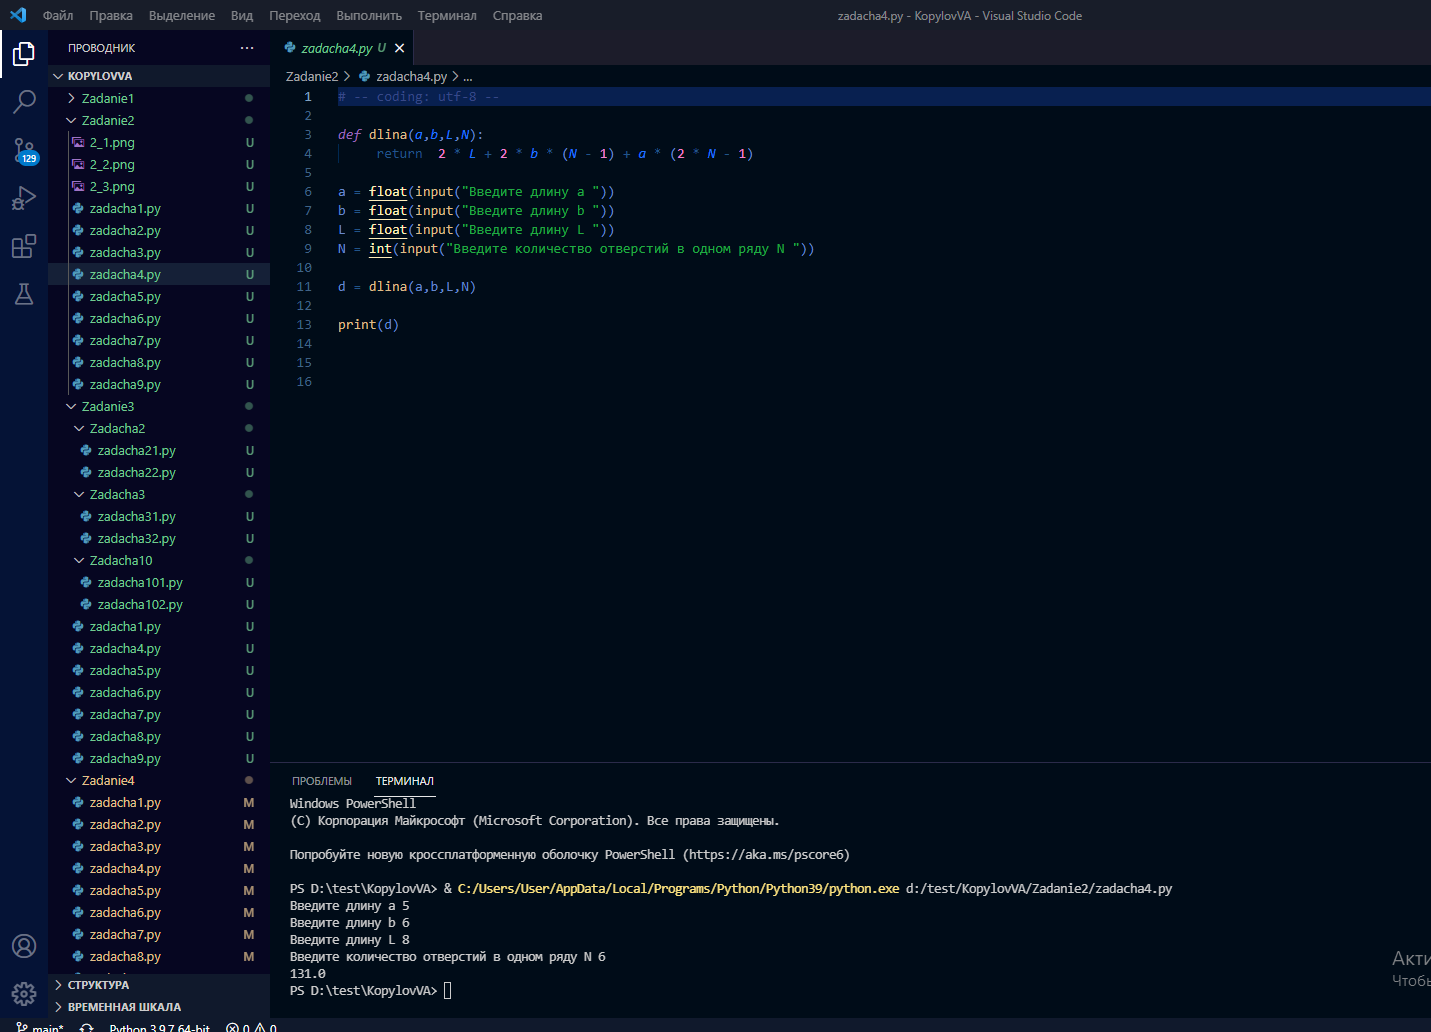 Файл Правка Выделение Вид Переход Выполнить Терминал Справка
zadacha4.py - KopylovVA - Visual Studio Code
ПРОВОДНИК ···
KOPYLOVVA
Zadanie1
Zadanie2
2_1.png U
2_2.png U
2_3.png U
zadacha1.py U
zadacha2.py U
zadacha3.py U
zadacha4.py U
zadacha5.py U
zadacha6.py U
zadacha7.py U
zadacha8.py U
zadacha9.py U
Zadanie3
Zadacha2
zadacha21.py U
zadacha22.py U
Zadacha3
zadacha31.py U
zadacha32.py U
Zadacha10
zadacha101.py U
zadacha102.py U
zadacha1.py U
zadacha4.py U
zadacha5.py U
zadacha6.py U
zadacha7.py U
zadacha8.py U
zadacha9.py U
Zadanie4
zadacha1.py M
zadacha2.py M
zadacha3.py M
zadacha4.py M
zadacha5.py M
zadacha6.py M
zadacha7.py M
zadacha8.py M
СТРУКТУРА
ВРЕМЕННАЯ ШКАЛА
129
zadacha4.py U
Zadanie2 > zadacha4.py > ...
1 # -- coding: utf-8 --
2
3 def dlina(a,b,L,N):
4 return 2 * L + 2 * b * (N - 1) + a * (2 * N - 1)
5
6 a = float(input("Введите длину a "))
7 b = float(input("Введите длину b "))
8 L = float(input("Введите длину L "))
9 N = int(input("Введите количество отверстий в одном ряду N "))
10
11 d = dlina(a,b,L,N)
12
13 print(d)
14
15
16
ПРОБЛЕМЫ ТЕРМИНАЛ
Windows PowerShell
(C) Корпорация Майкрософт (Microsoft Corporation). Все права защищены.
Попробуйте новую кроссплатформенную оболочку PowerShell (https://aka.ms/pscore6)
PS D:\test\KopylovVA> & C:/Users/User/AppData/Local/Programs/Python/Python39/python.exe d:/test/KopylovVA/Zadanie2/zadacha4.py
Введите длину a 5
Введите длину b 6
Введите длину L 8
Введите количество отверстий в одном ряду N 6
131.0
PS D:\test\KopylovVA>
main* Python 3.9.7 64-bit 0 0